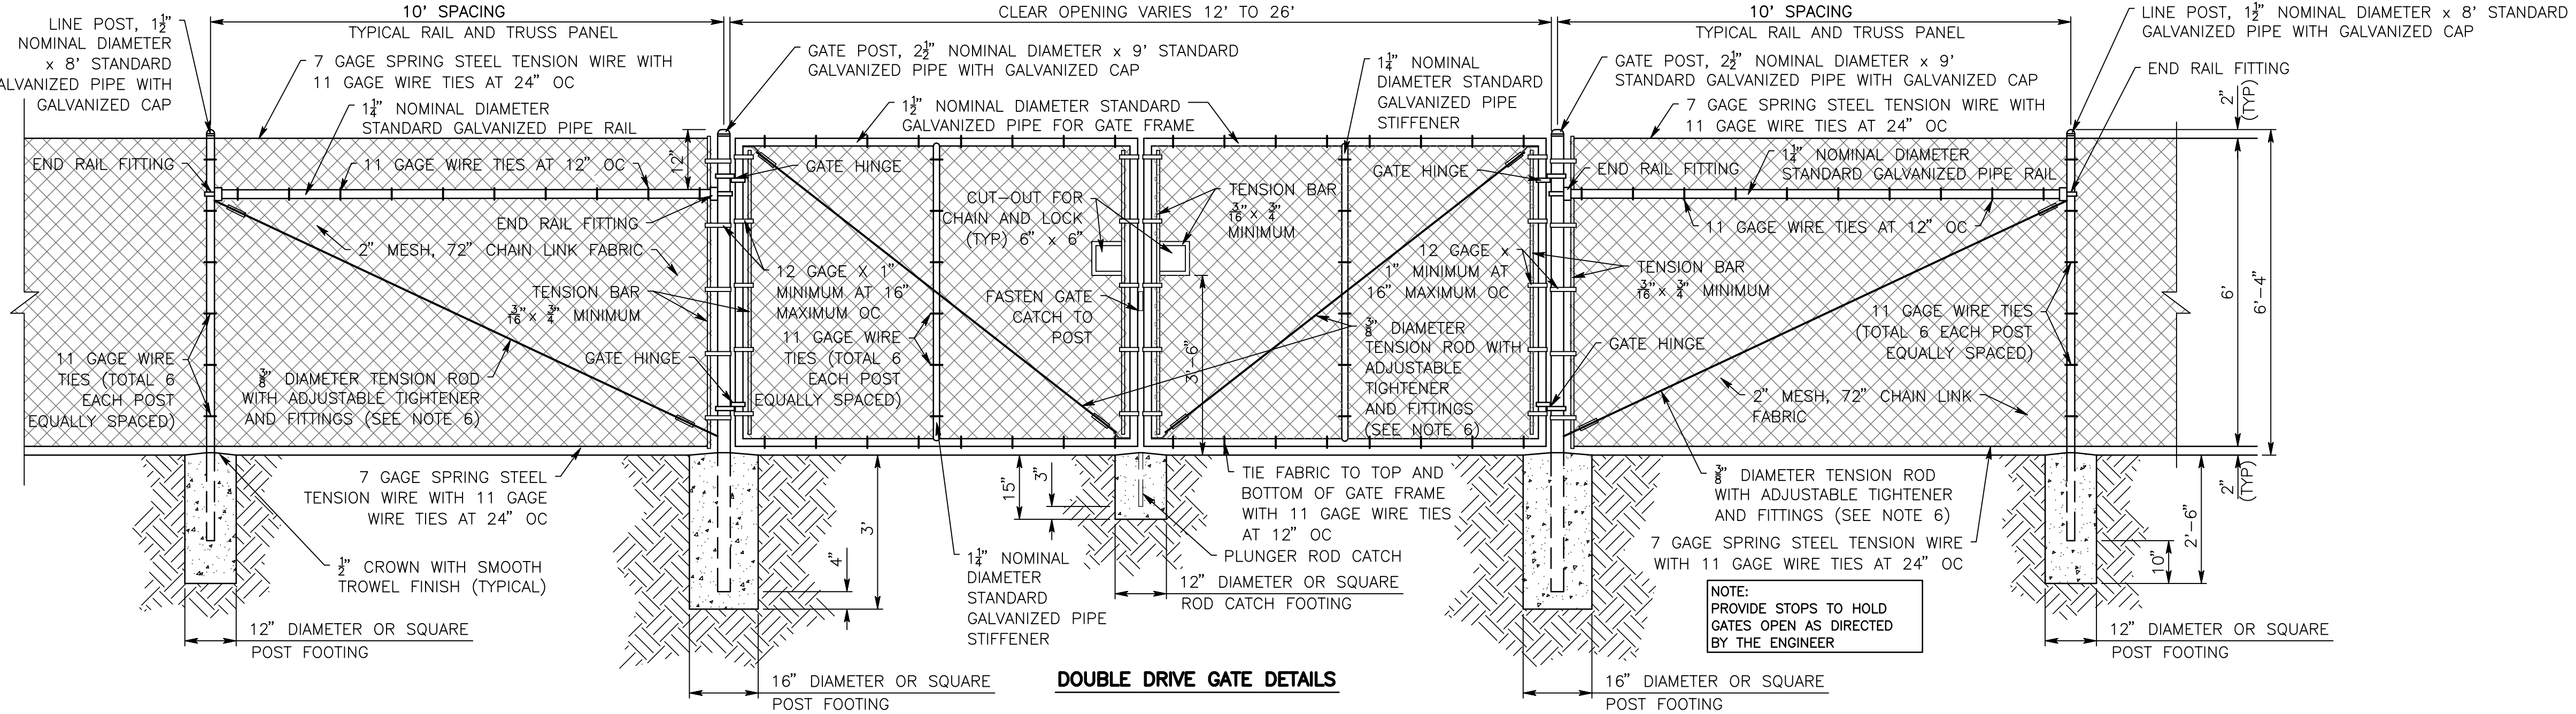 10' SPACING
TYPICAL RAIL AND TRUSS PANEL
CLEAR OPENING VARIES 12' TO 26'
10' SPACING
TYPICAL RAIL AND TRUSS PANEL
LINE POST, 1½"
NOMINAL DIAMETER
x 8' STANDARD
ALVANIZED PIPE WITH
GALVANIZED CAP
7 GAGE SPRING STEEL TENSION WIRE WITH
11 GAGE WIRE TIES AT 24" OC
1¼" NOMINAL DIAMETER
STANDARD GALVANIZED PIPE RAIL
GATE POST, 2½" NOMINAL DIAMETER x 9' STANDARD
GALVANIZED PIPE WITH GALVANIZED CAP
1½" NOMINAL DIAMETER STANDARD
GALVANIZED PIPE FOR GATE FRAME
1¼" NOMINAL
DIAMETER STANDARD
GALVANIZED PIPE
STIFFENER
GATE POST, 2½" NOMINAL DIAMETER x 9'
STANDARD GALVANIZED PIPE WITH GALVANIZED CAP
7 GAGE SPRING STEEL TENSION WIRE WITH
11 GAGE WIRE TIES AT 24" OC
LINE POST, 1½" NOMINAL DIAMETER x 8' STANDARD
GALVANIZED PIPE WITH GALVANIZED CAP
END RAIL FITTING
2"
(TYP)
END RAIL FITTING
11 GAGE WIRE TIES AT 12" OC
12"
GATE HINGE
END RAIL FITTING
2" MESH, 72" CHAIN LINK FABRIC
TENSION BAR
3/16" x ¾" MINIMUM
CUT-OUT FOR
CHAIN AND LOCK
(TYP) 6" x 6"
TENSION BAR
3/16" x ¾"
MINIMUM
GATE HINGE
END RAIL FITTING
1¼" NOMINAL DIAMETER
STANDARD GALVANIZED PIPE RAIL
11 GAGE WIRE TIES AT 12" OC
12 GAGE X 1"
MINIMUM AT 16"
MAXIMUM OC
FASTEN GATE
CATCH TO
POST
12 GAGE x
1" MINIMUM AT
16" MAXIMUM OC
TENSION BAR
3/16" x ¾" MINIMUM
11 GAGE WIRE
TIES (TOTAL 6
EACH POST
EQUALLY SPACED)
⅜" DIAMETER TENSION ROD
WITH ADJUSTABLE TIGHTENER
AND FITTINGS (SEE NOTE 6)
GATE HINGE
11 GAGE WIRE
TIES (TOTAL 6
EACH POST
EQUALLY SPACED)
3'-6"
⅜" DIAMETER
TENSION ROD WITH
ADJUSTABLE
TIGHTENER
AND FITTINGS
(SEE NOTE 6)
GATE HINGE
11 GAGE WIRE TIES
(TOTAL 6 EACH POST
EQUALLY SPACED)
2" MESH, 72" CHAIN LINK
FABRIC
6'
6'-4"
7 GAGE SPRING STEEL
TENSION WIRE WITH 11 GAGE
WIRE TIES AT 24" OC
½" CROWN WITH SMOOTH
TROWEL FINISH (TYPICAL)
12" DIAMETER OR SQUARE
POST FOOTING
4"
3'
16" DIAMETER OR SQUARE
POST FOOTING
1¼" NOMINAL
DIAMETER
STANDARD
GALVANIZED PIPE
STIFFENER
15"
3"
TIE FABRIC TO TOP AND
BOTTOM OF GATE FRAME
WITH 11 GAGE WIRE TIES
AT 12" OC
PLUNGER ROD CATCH
12" DIAMETER OR SQUARE
ROD CATCH FOOTING
⅜" DIAMETER TENSION ROD
WITH ADJUSTABLE TIGHTENER
AND FITTINGS (SEE NOTE 6)
7 GAGE SPRING STEEL TENSION WIRE
WITH 11 GAGE WIRE TIES AT 24" OC
2"
(TYP)
2'-6"
10"
NOTE:
PROVIDE STOPS TO HOLD
GATES OPEN AS DIRECTED
BY THE ENGINEER
16" DIAMETER OR SQUARE
POST FOOTING
12" DIAMETER OR SQUARE
POST FOOTING
DOUBLE DRIVE GATE DETAILS